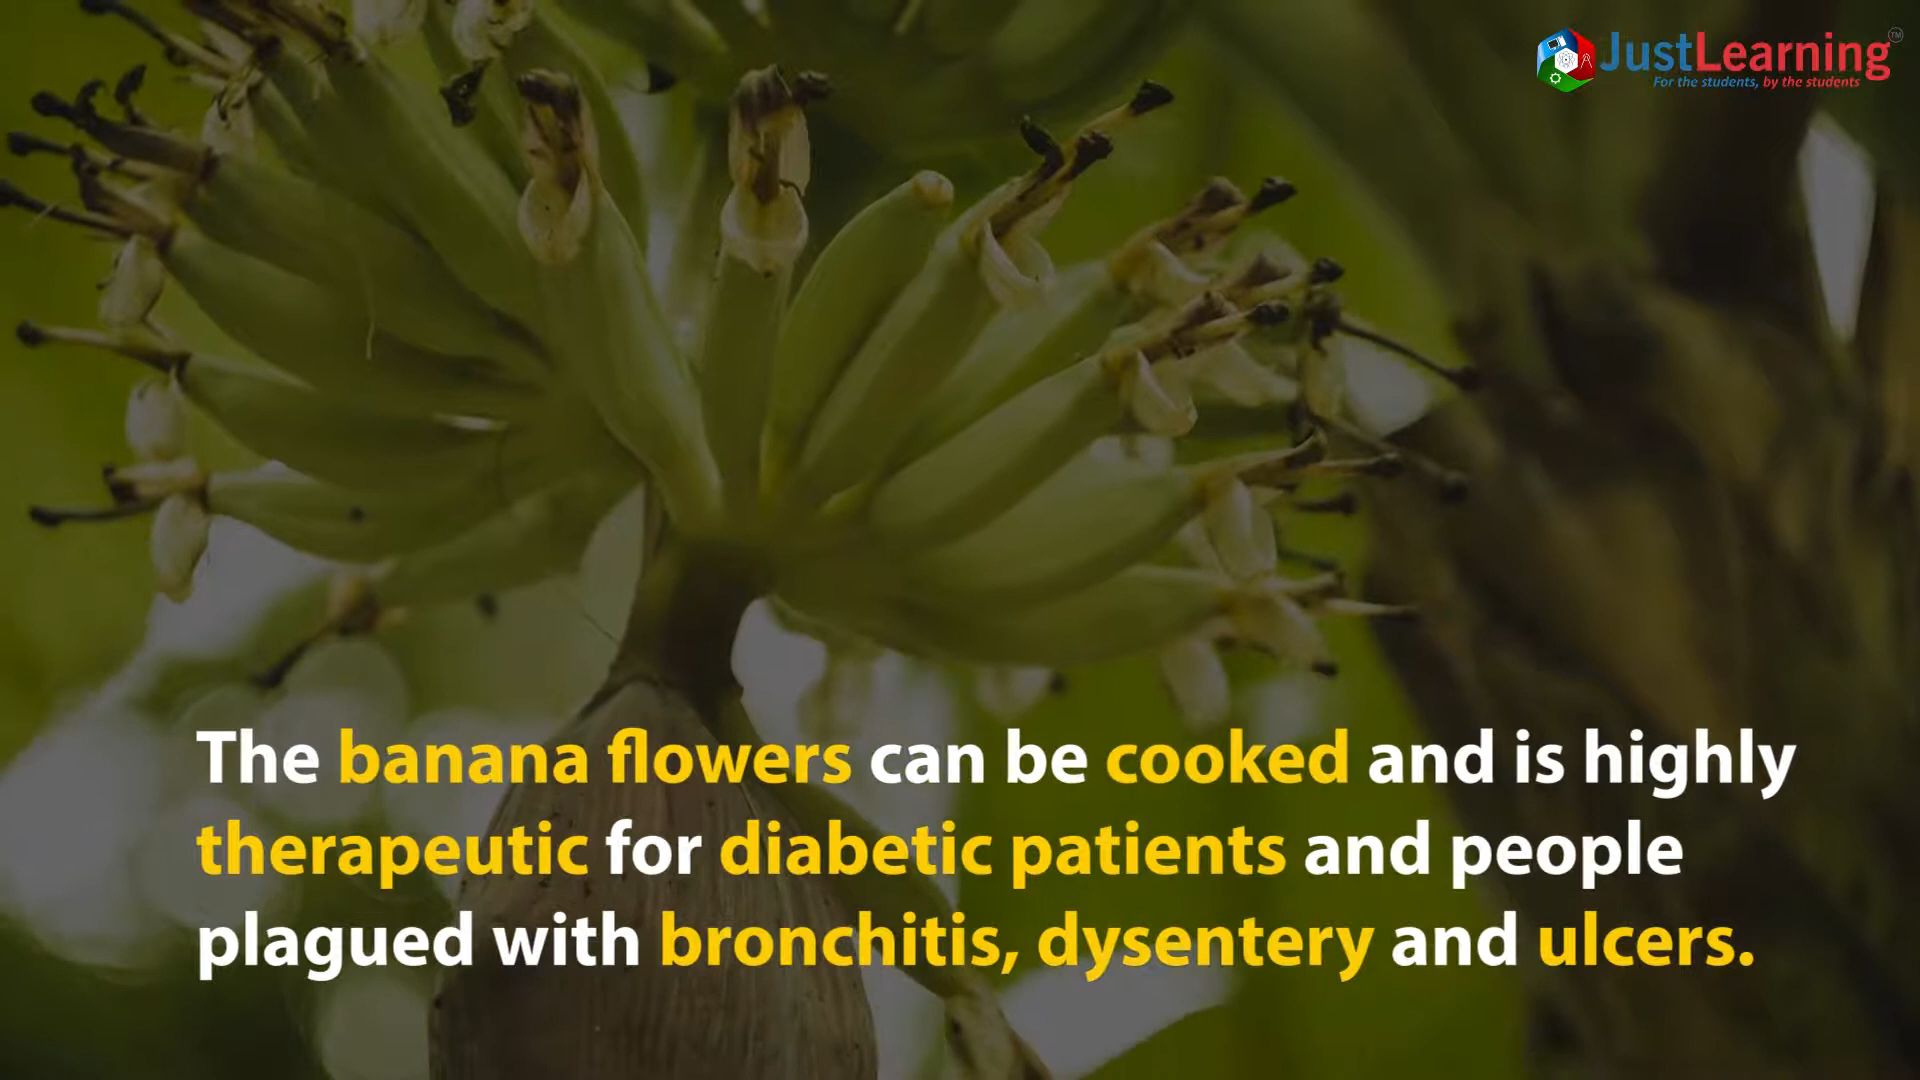 JustLearning™
For the students, by the students
The banana flowers can be cooked and is highly
therapeutic for diabetic patients and people
plagued with bronchitis, dysentery and ulcers.